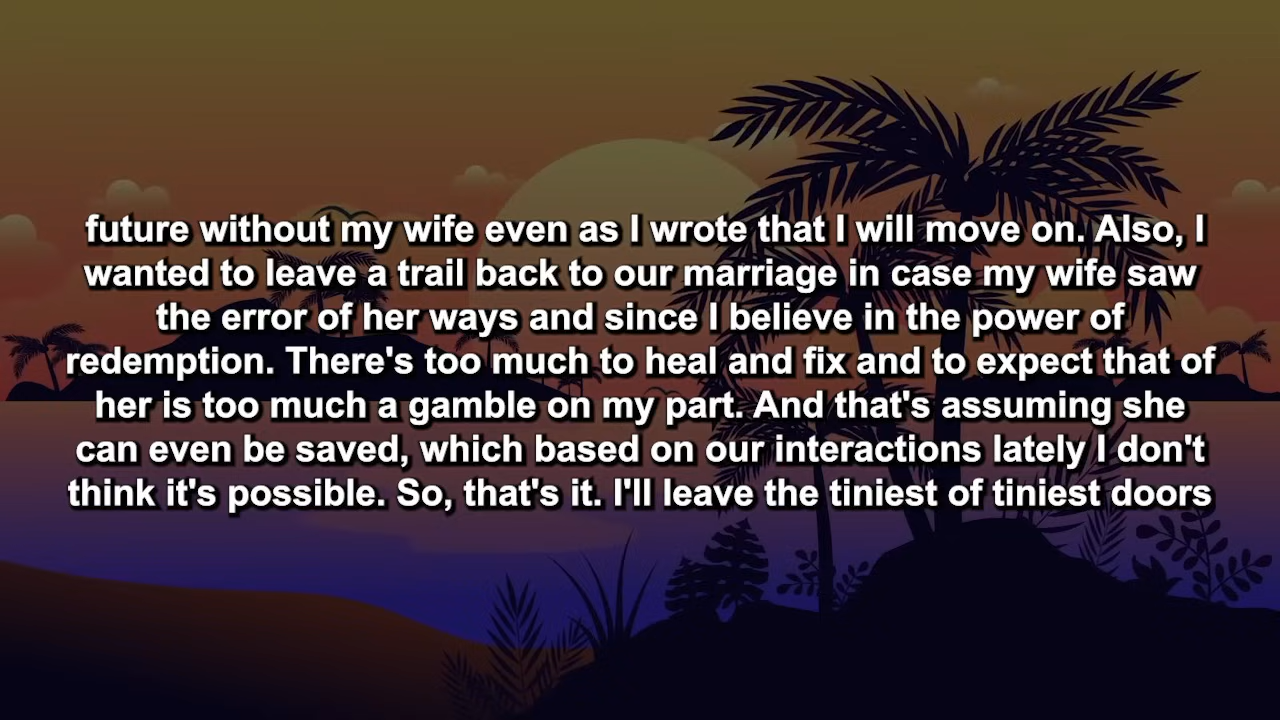 future without my wife even as I wrote that I will move on. Also, I
wanted to leave a trail back to our marriage in case my wife saw
the error of her ways and since I believe in the power of
redemption. There's too much to heal and fix and to expect that of
her is too much a gamble on my part. And that's assuming she
can even be saved, which based on our interactions lately I don't
think it's possible. So, that's it. I'll leave the tiniest of tiniest doors